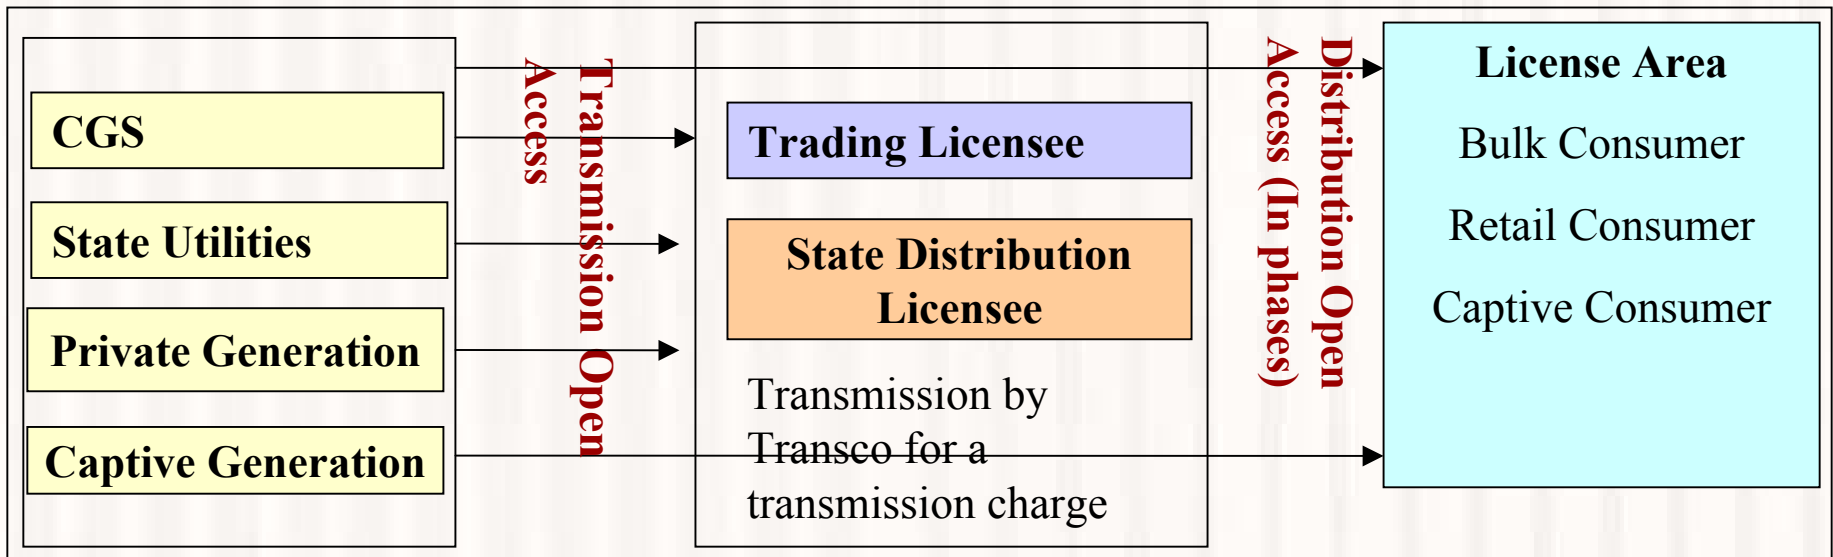 CGS
State Utilities
Private Generation
Captive Generation
Transmission Open
Access
Trading Licensee
State Distribution
Licensee
Transmission by
Transco for a
transmission charge
Distribution Open
Access (In phases)
License Area
Bulk Consumer
Retail Consumer
Captive Consumer